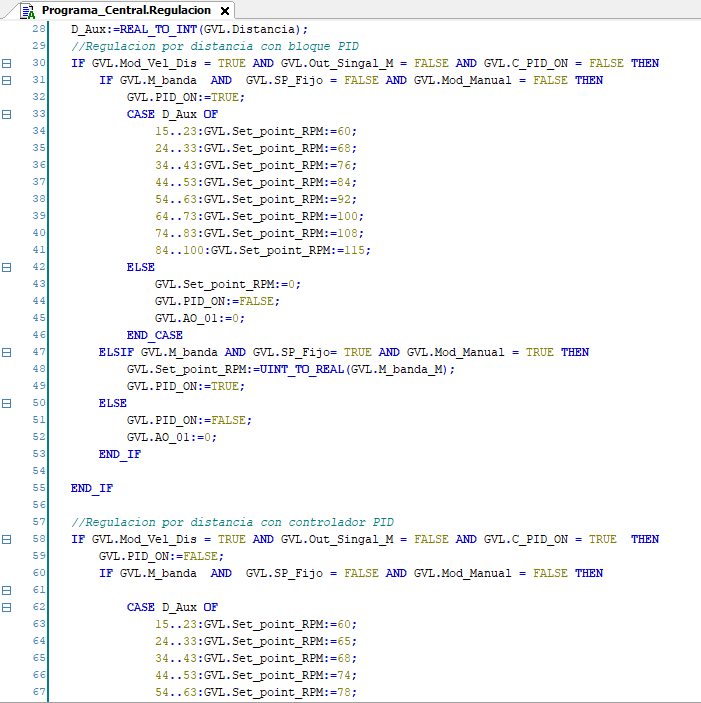 Programa_Central.Regulacion
28 D_Aux:=REAL_TO_INT(GVL.Distancia);
29 //Regulacion por distancia con bloque PID
30 IF GVL.Mod_Vel_Dis = TRUE AND GVL.Out_Singal_M = FALSE AND GVL.C_PID_ON = FALSE THEN
31 IF GVL.M_banda AND GVL.SP_Fijo = FALSE AND GVL.Mod_Manual = FALSE THEN
32 GVL.PID_ON:=TRUE;
33 CASE D_Aux OF
34 15..23:GVL.Set_point_RPM:=60;
35 24..33:GVL.Set_point_RPM:=68;
36 34..43:GVL.Set_point_RPM:=76;
37 44..53:GVL.Set_point_RPM:=84;
38 54..63:GVL.Set_point_RPM:=92;
39 64..73:GVL.Set_point_RPM:=100;
40 74..83:GVL.Set_point_RPM:=108;
41 84..100:GVL.Set_point_RPM:=115;
42 ELSE
43 GVL.Set_point_RPM:=0;
44 GVL.PID_ON:=FALSE;
45 GVL.AO_01:=0;
46 END_CASE
47 ELSIF GVL.M_banda AND GVL.SP_Fijo= TRUE AND GVL.Mod_Manual = TRUE THEN
48 GVL.Set_point_RPM:=UINT_TO_REAL(GVL.M_banda_M);
49 GVL.PID_ON:=TRUE;
50 ELSE
51 GVL.PID_ON:=FALSE;
52 GVL.AO_01:=0;
53 END_IF
54
55 END_IF
56
57 //Regulacion por distancia con controlador PID
58 IF GVL.Mod_Vel_Dis = TRUE AND GVL.Out_Singal_M = FALSE AND GVL.C_PID_ON = TRUE THEN
59 GVL.PID_ON:=FALSE;
60 IF GVL.M_banda AND GVL.SP_Fijo = FALSE AND GVL.Mod_Manual = FALSE THEN
61
62 CASE D_Aux OF
63 15..23:GVL.Set_point_RPM:=60;
64 24..33:GVL.Set_point_RPM:=65;
65 34..43:GVL.Set_point_RPM:=68;
66 44..53:GVL.Set_point_RPM:=74;
67 54..63:GVL.Set_point_RPM:=78;